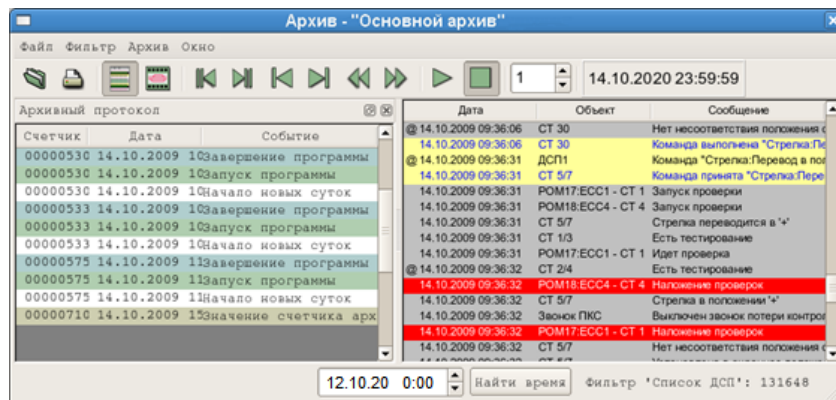 Архив - "Основной архив"
Файл Фильтр Архив Окно
1
14.10.2020 23:59:59
Архивный протокол
Счетчик Дата Событие
00000530 14.10.2009 10 Завершение программы
00000530 14.10.2009 10 Запуск программы
00000530 14.10.2009 10 Начало новых суток
00000533 14.10.2009 10 Завершение программы
00000533 14.10.2009 10 Запуск программы
00000533 14.10.2009 10 Начало новых суток
00000575 14.10.2009 11 Завершение программы
00000575 14.10.2009 11 Запуск программы
00000575 14.10.2009 11 Начало новых суток
00000710 14.10.2009 15 Значение счетчика арх
Дата Объект Сообщение
@ 14.10.2009 09:36:06 СТ 30 Нет несоответствия положения
14.10.2009 09:36:06 СТ 30 Команда выполнена "Стрелка:Пе
@ 14.10.2009 09:36:31 ДСП1 Команда "Стрелка:Перевод в по
14.10.2009 09:36:31 СТ 5/7 Команда принята "Стрелка:Пере
14.10.2009 09:36:31 РОМ17:ЕСС1 - СТ 1 Запуск проверки
14.10.2009 09:36:31 РОМ18:ЕСС4 - СТ 4 Запуск проверки
14.10.2009 09:36:31 СТ 5/7 Стрелка переводится в '+'
14.10.2009 09:36:31 СТ 1/3 Есть тестирование
14.10.2009 09:36:31 РОМ17:ЕСС1 - СТ 1 Идет проверка
@ 14.10.2009 09:36:32 СТ 2/4 Есть тестирование
14.10.2009 09:36:32 РОМ18:ЕСС4 - СТ 4 Наложение проверок
14.10.2009 09:36:32 СТ 5/7 Стрелка в положении '+'
14.10.2009 09:36:32 Звонок ПКС Выключен звонок потери контрол
14.10.2009 09:36:32 РОМ17:ЕСС1 - СТ 1 Наложение проверок
14.10.2009 09:36:32 СТ 5/7 Нет несоответствия положения
12.10.20 0:00 Найти время Фильтр 'Список ДСП': 131648